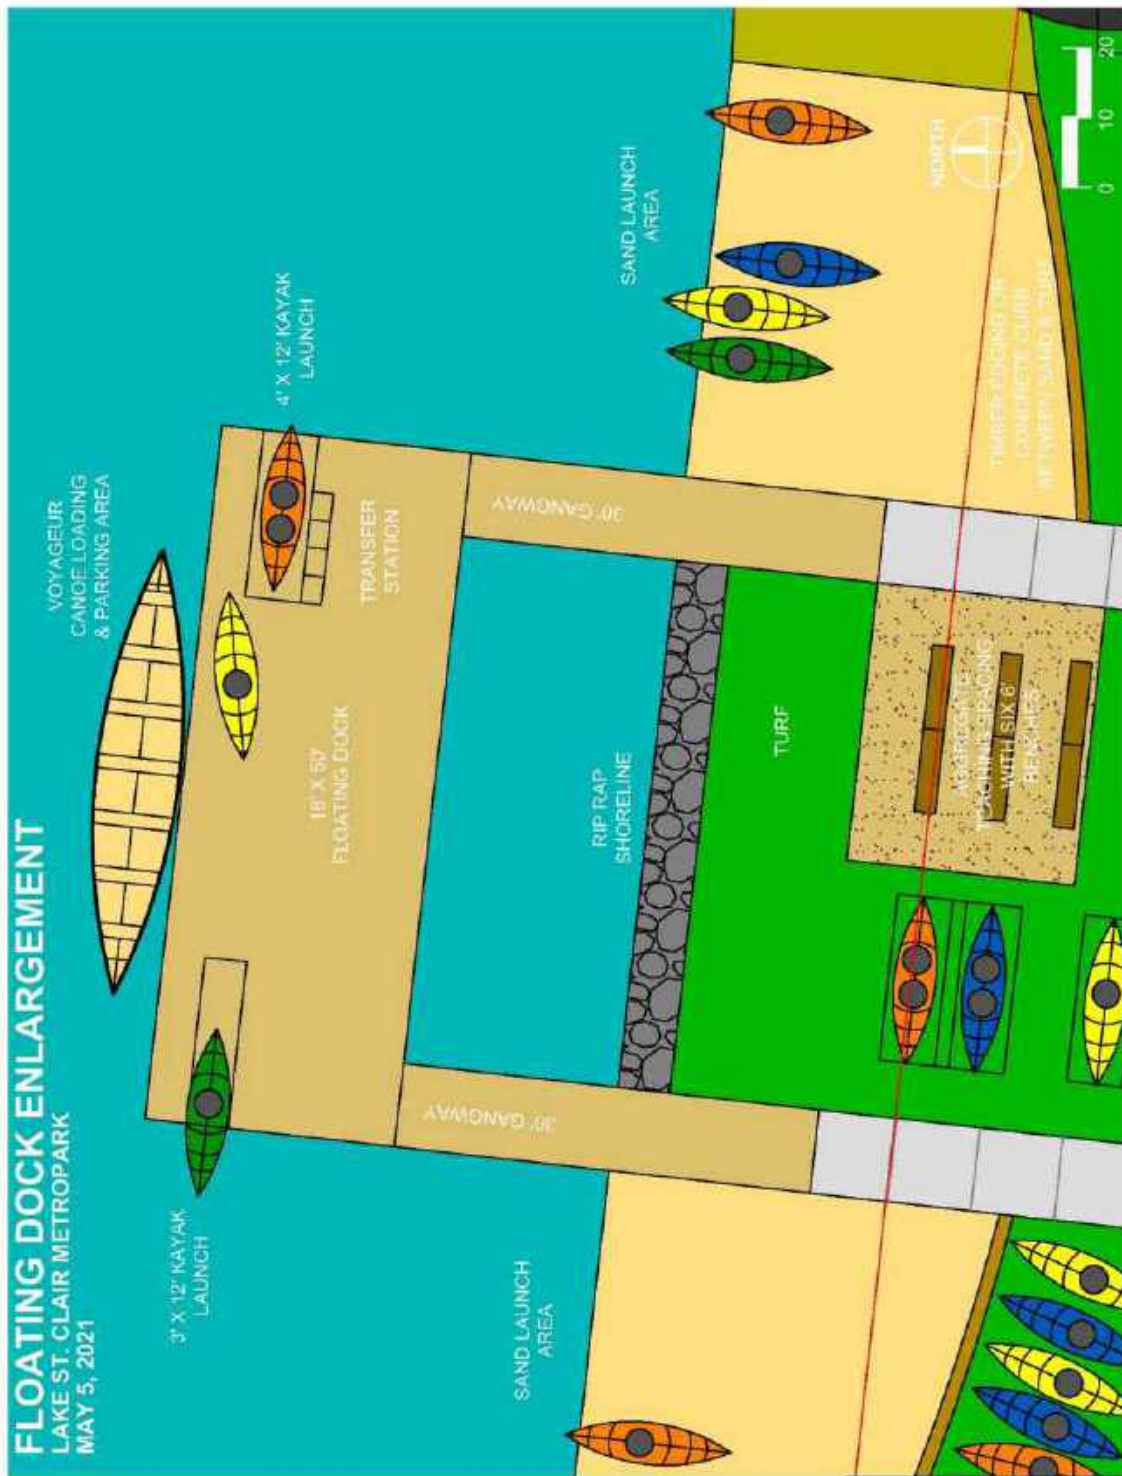 FLOATING DOCK ENLARGEMENT
LAKE ST. CLAIR METROPARK
MAY 5, 2021
VOYAGEUR
CANOE LOADING
& PARKING AREA
3' X 12' KAYAK
LAUNCH
4' X 12' KAYAK
LAUNCH
18' X 50'
FLOATING DOCK
TRANSFER
STATION
30' GANGWAY
30' GANGWAY
SAND LAUNCH
AREA
RIP RAP
SHORELINE
SAND LAUNCH
AREA
TURF
AGGREGATE
TEACHING SPACING
WITH SIX 6'
BENCHES
TIMBER EDGING OR
CONCRETE CURB
BETWEEN SAND & TURF
NORTH
0 10 20